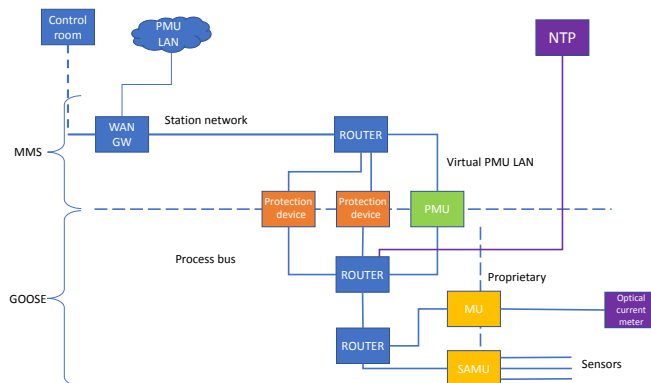 Control
room
PMU
LAN
NTP
WAN
GW
Station network
ROUTER
MMS
Virtual PMU LAN
Protection
device
Protection
device
PMU
Process bus
ROUTER
Proprietary
GOOSE
MU
Optical
current
meter
ROUTER
SAMU
Sensors